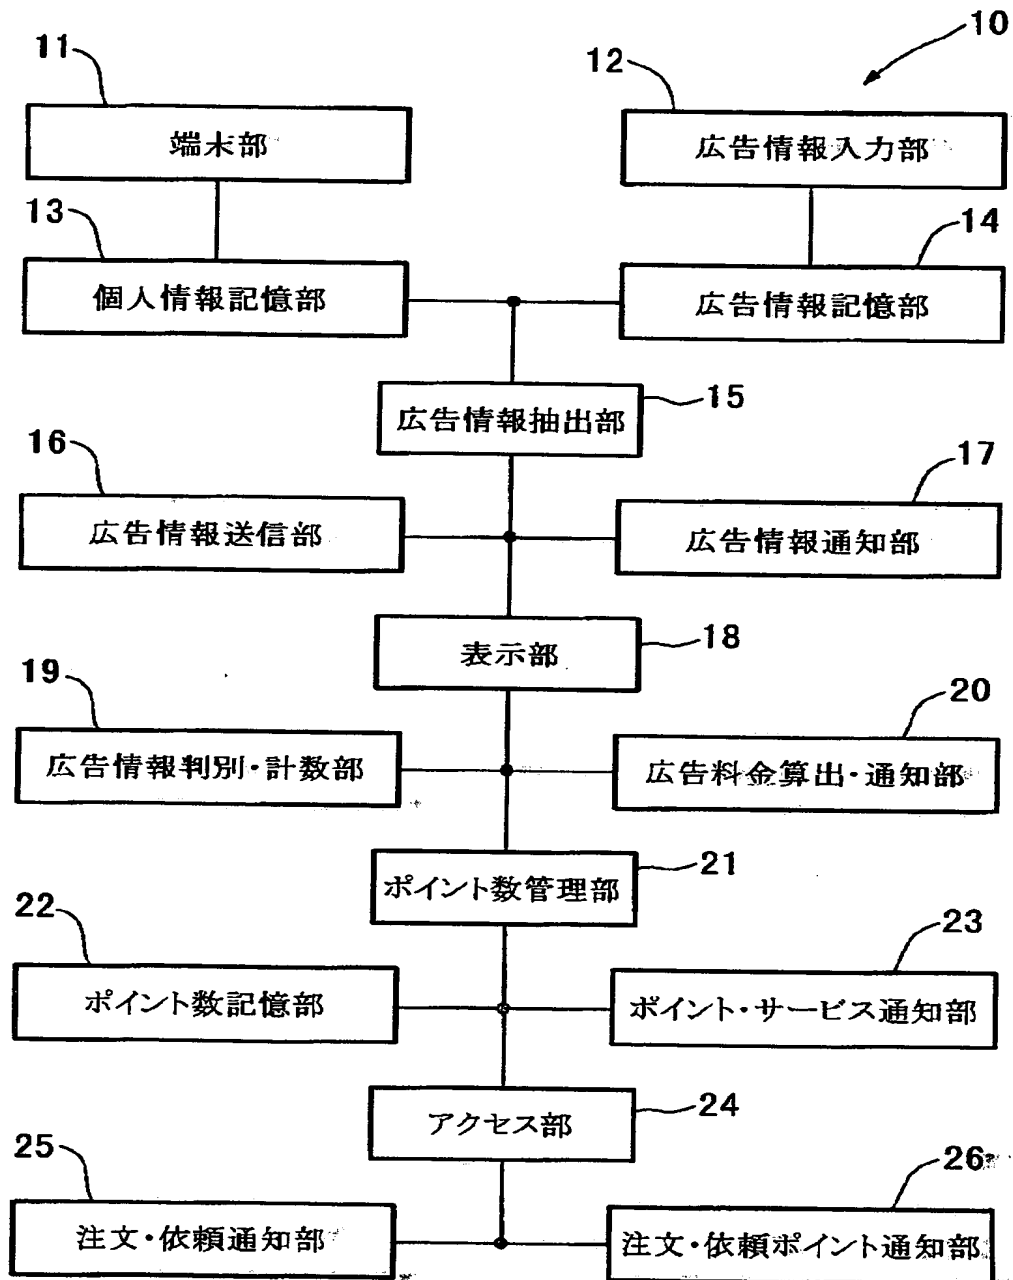 10
11
12
端末部
広告情報入力部
13
14
個人情報記憶部
広告情報記憶部
15
広告情報抽出部
16
17
広告情報送信部
広告情報通知部
18
表示部
19
20
広告情報判別・計数部
広告料金算出・通知部
21
ポイント数管理部
22
23
ポイント数記憶部
ポイント・サービス通知部
24
アクセス部
25
26
注文・依頼通知部
注文・依頼ポイント通知部